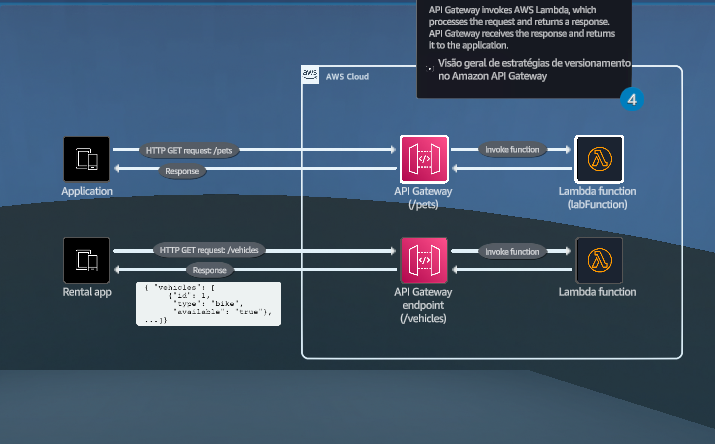 API Gateway invokes AWS Lambda, which
processes the request and returns a response.
API Gateway receives the response and returns
it to the application.
Visão geral de estratégias de versionamento
no Amazon API Gateway
4
aws
AWS Cloud
HTTP GET request: /pets
Invoke function
Response
Application
API Gateway
(/pets)
Lambda function
(labFunction)
HTTP GET request: /vehicles
Invoke function
Response
Rental app
{ "vehicles": [
{"id": 1,
"type": "bike",
"available": "true"},
...]}
API Gateway
endpoint
(/vehicles)
Lambda function